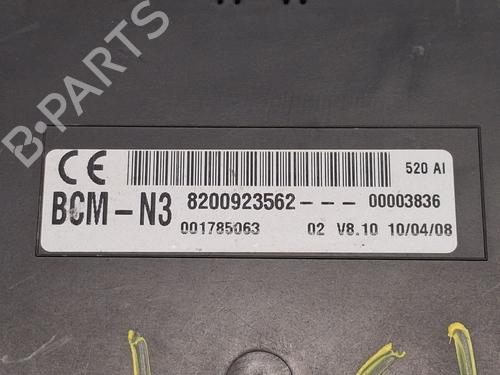 B-PARTS
CE 520 AI
BCM-N3 8200923562--- 00003836
001785063 02 V8.10 10/04/08